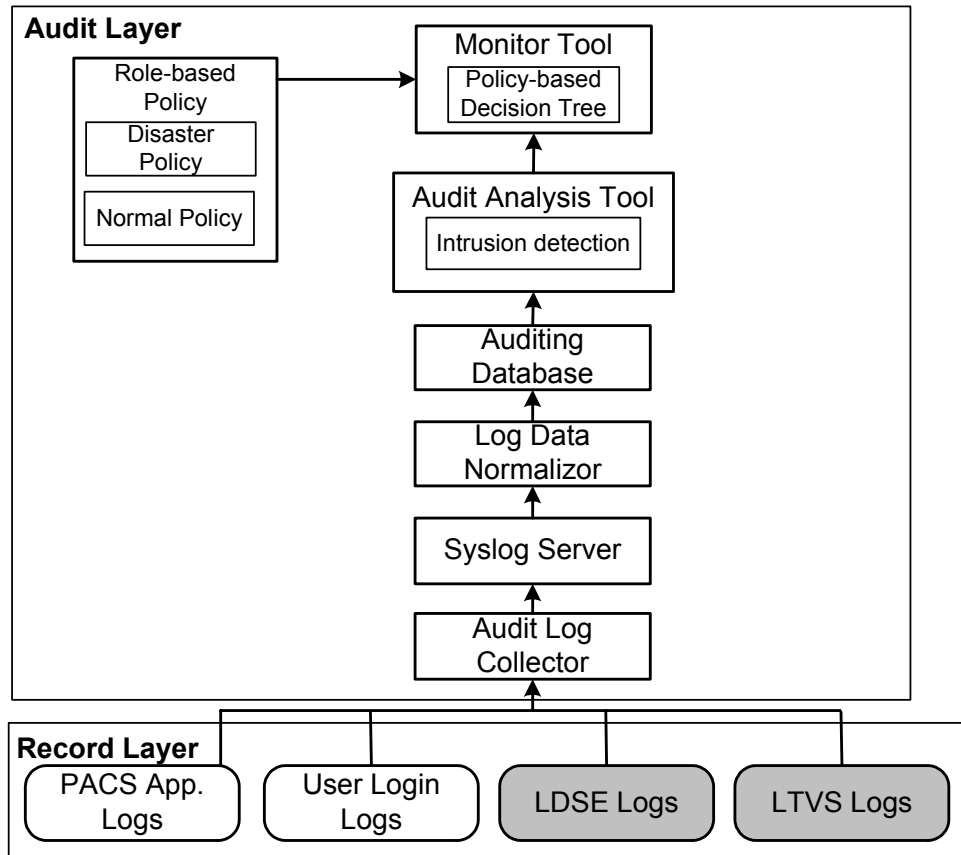 Audit Layer
Role-based
Policy
Disaster
Policy
Normal Policy
Monitor Tool
Policy-based
Decision Tree
Audit Analysis Tool
Intrusion detection
Auditing
Database
Log Data
Normalizor
Syslog Server
Audit Log
Collector
Record Layer
PACS App.
Logs
User Login
Logs
LDSE Logs
LTVS Logs